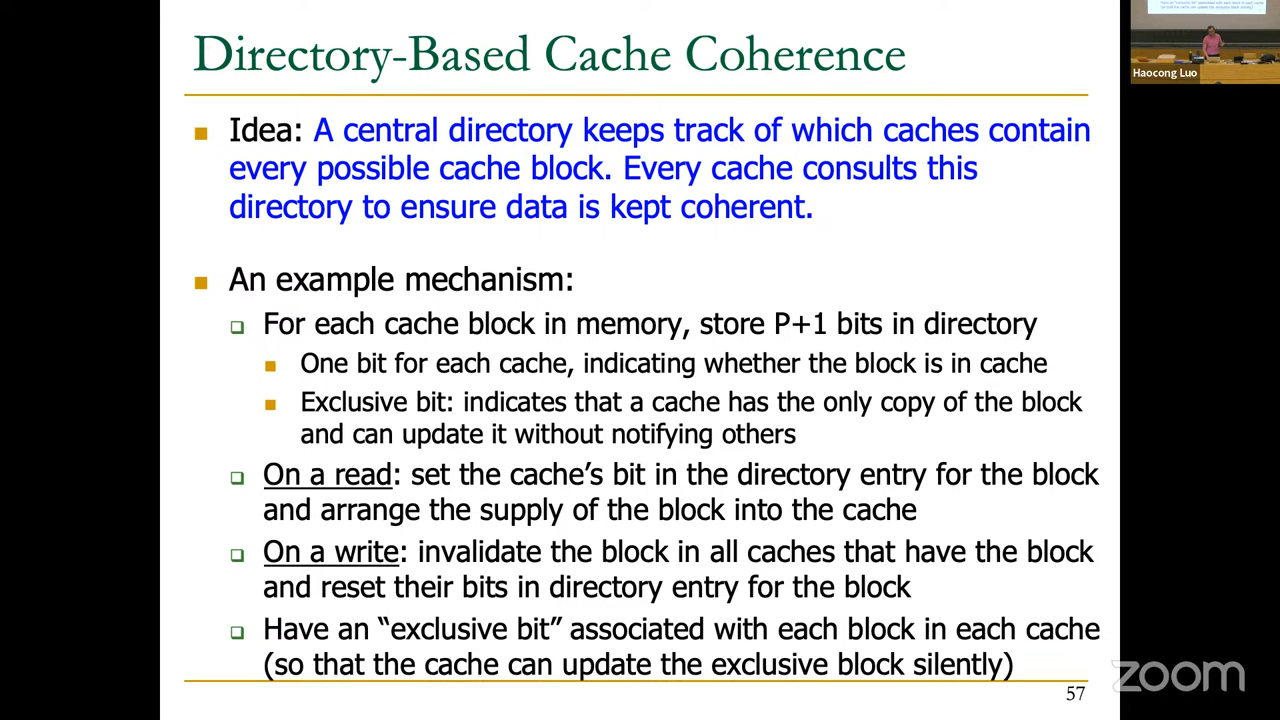 Directory-Based Cache Coherence
Idea: A central directory keeps track of which caches contain
every possible cache block. Every cache consults this
directory to ensure data is kept coherent.
An example mechanism:
For each cache block in memory, store P+1 bits in directory
One bit for each cache, indicating whether the block is in cache
Exclusive bit: indicates that a cache has the only copy of the block
and can update it without notifying others
On a read: set the cache’s bit in the directory entry for the block
and arrange the supply of the block into the cache
On a write: invalidate the block in all caches that have the block
and reset their bits in directory entry for the block
Have an “exclusive bit” associated with each block in each cache
(so that the cache can update the exclusive block silently)
57
Haocong Luo
zoom